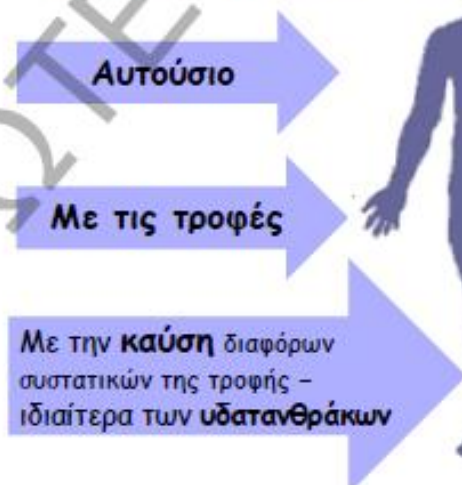 Αυτούσιο
Με τις τροφές
Με την καύση διαφόρων
συστατικών της τροφής –
ιδιαίτερα των υδατανθράκων